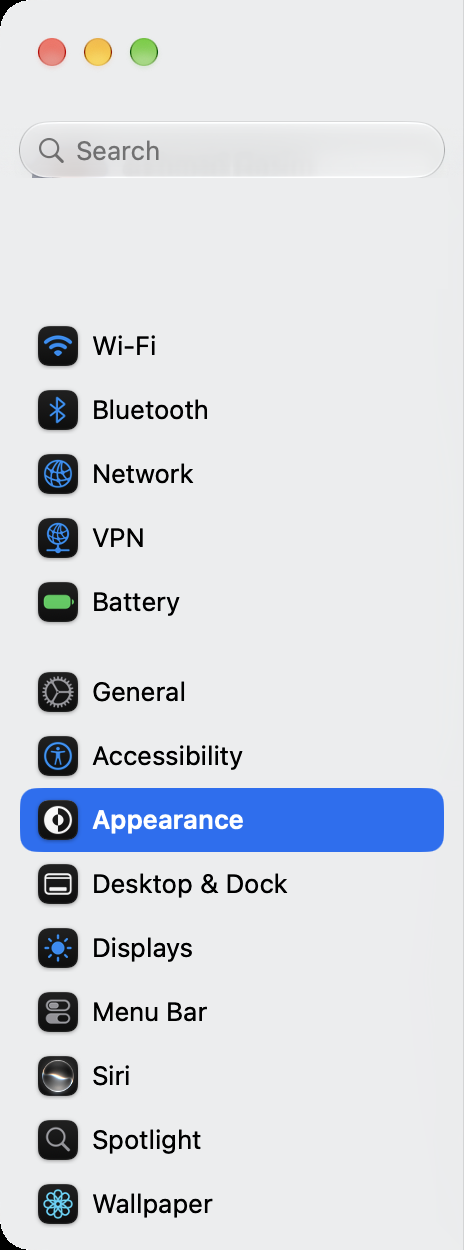 Search
Wi-Fi
Bluetooth
Network
VPN
Battery
General
Accessibility
Appearance
Desktop & Dock
Displays
Menu Bar
Siri
Spotlight
Wallpaper